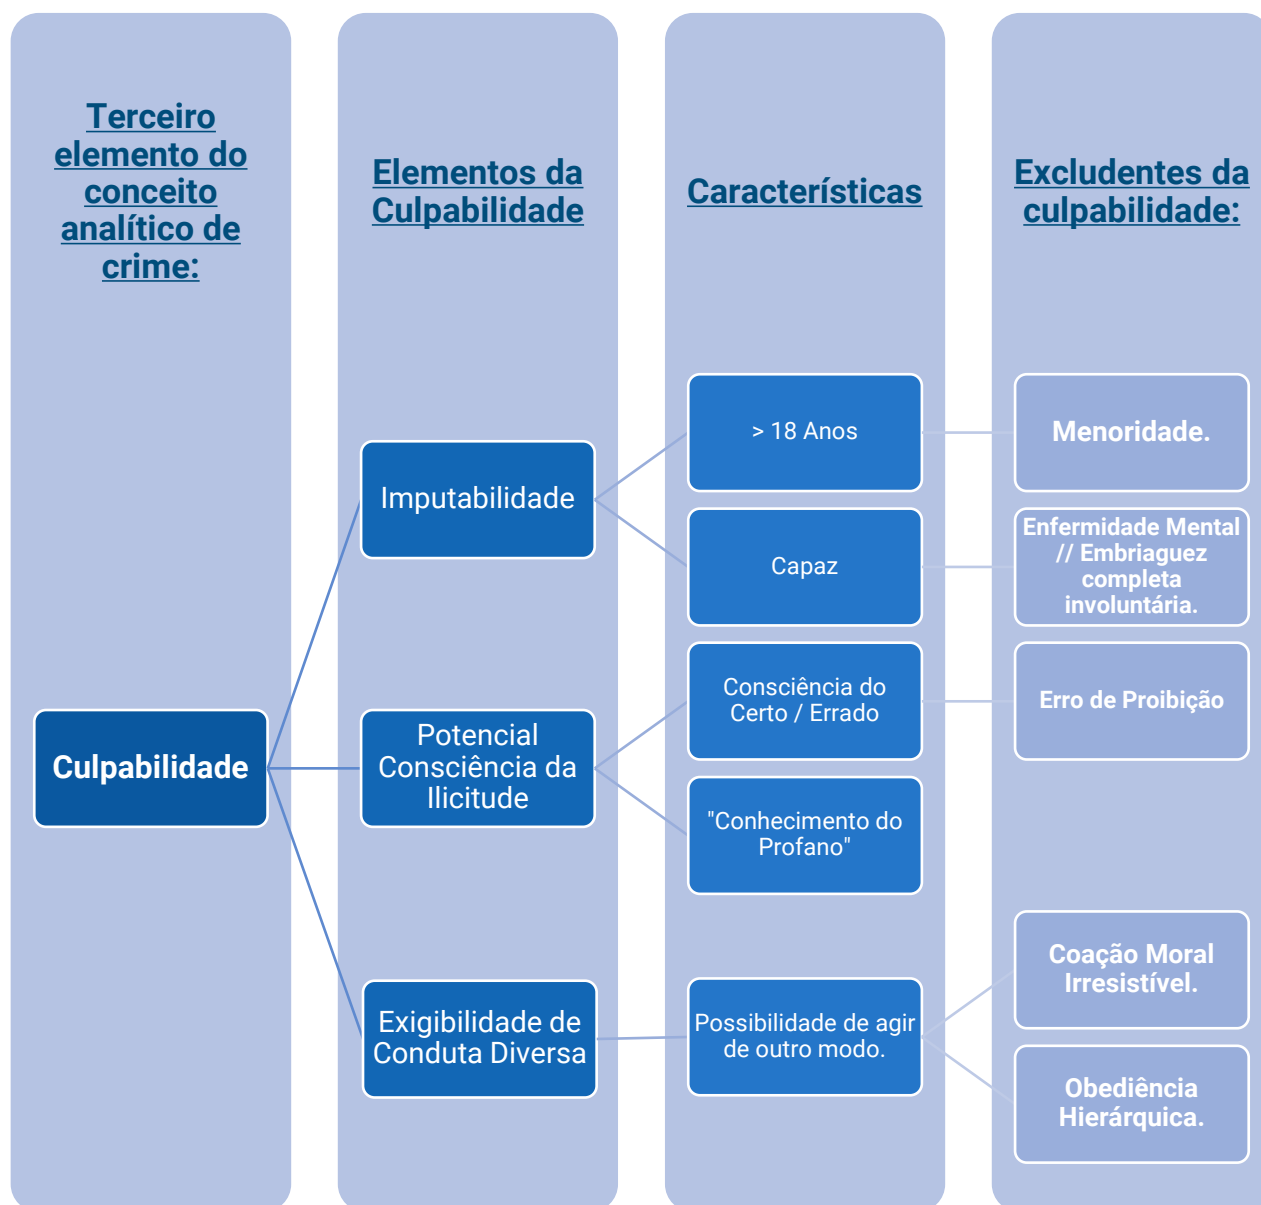 Terceiro
elemento do
conceito
analítico de
crime:
Elementos da
Culpabilidade
Características
Excludentes da
culpabilidade:
Culpabilidade
Imputabilidade
Potencial
Consciência da
Ilicitude
Exigibilidade de
Conduta Diversa
> 18 Anos
Capaz
Consciência do
Certo / Errado
"Conhecimento do
Profano"
Possibilidade de agir
de outro modo.
Menoridade.
Enfermidade Mental
// Embriaguez
completa
involuntária.
Erro de Proibição
Coação Moral
Irresistível.
Obediência
Hierárquica.